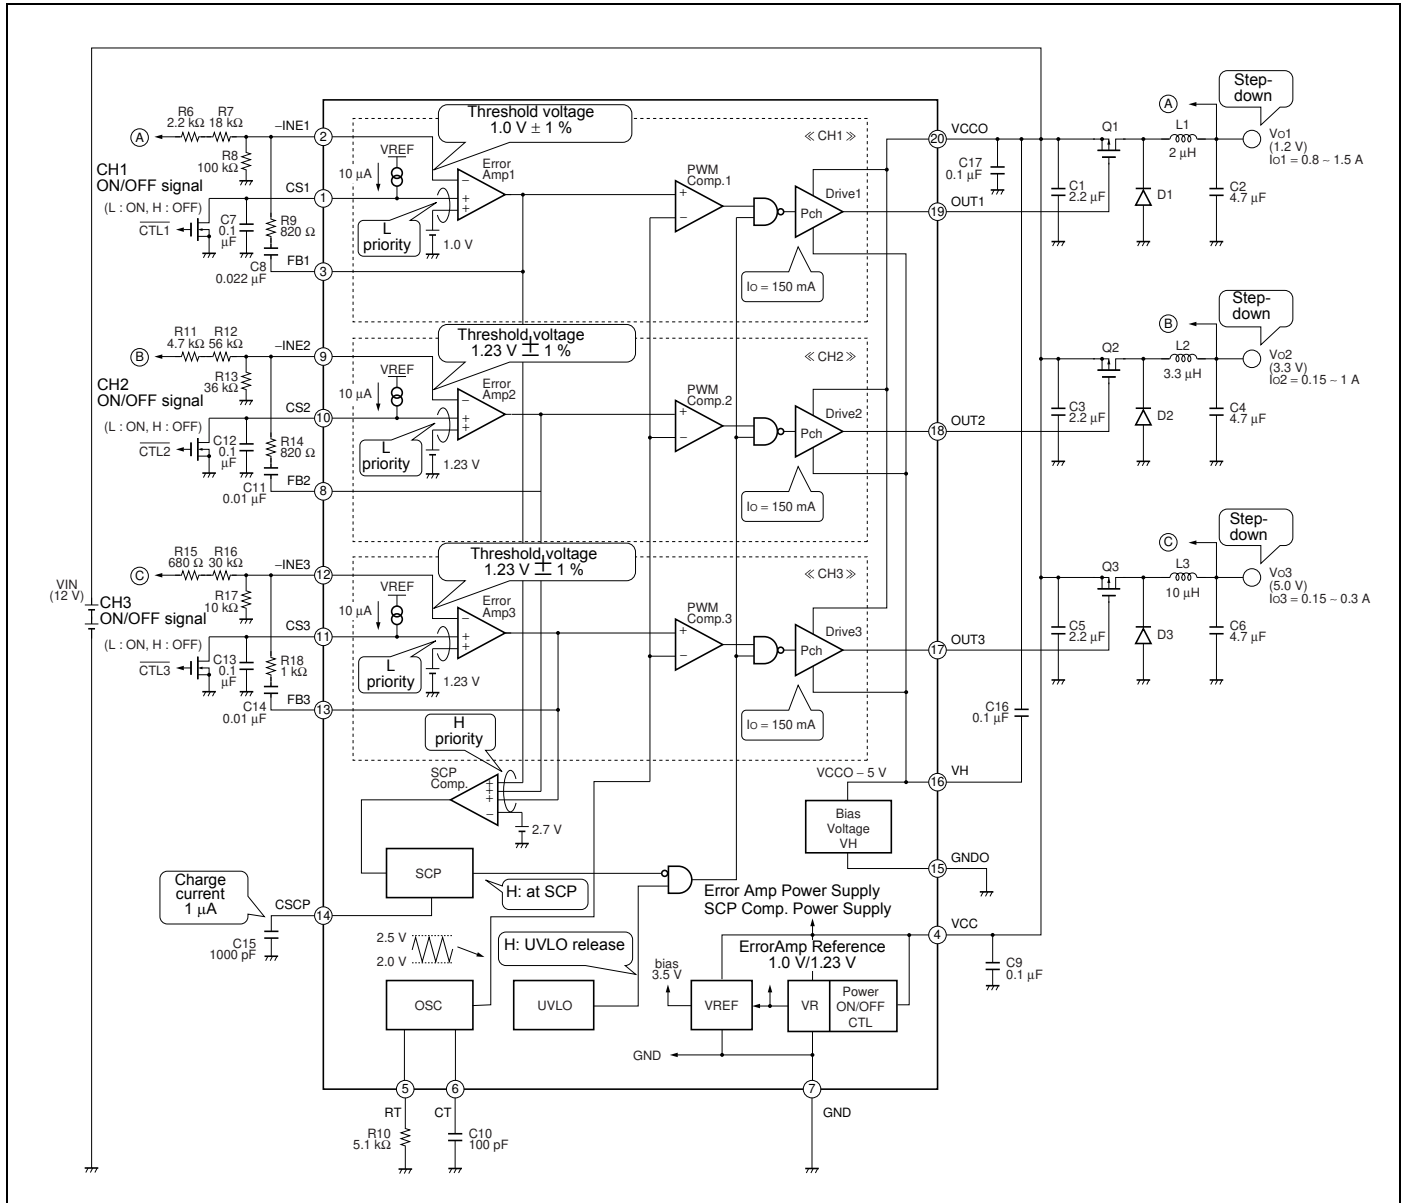 Threshold voltage
1.0 V ± 1 %
≪ CH1 ≫
A
R6
2.2 kΩ
R7
18 kΩ
R8
100 kΩ
–INE1
2
CH1
ON/OFF signal
(L : ON, H : OFF)
CTL1
CS1
1
C7
0.1
µF
R9
820 Ω
C8
0.022 µF
FB1
3
VREF
10 µA
Error
Amp1
–
+
+
L
priority
1.0 V
PWM
Comp.1
+
–
Drive1
Pch
IO = 150 mA
20
VCCO
19
OUT1
C17
0.1 µF
C1
2.2 µF
Q1
D1
A
L1
2 µH
C2
4.7 µF
Step-
down
VO1
(1.2 V)
IO1 = 0.8 ~ 1.5 A
Threshold voltage
1.23 V ± 1 %
≪ CH2 ≫
B
R11
4.7 kΩ
R12
56 kΩ
R13
36 kΩ
–INE2
9
CH2
ON/OFF signal
(L : ON, H : OFF)
CTL2
CS2
10
C12
0.1
µF
R14
820 Ω
C11
0.01 µF
FB2
8
VREF
10 µA
Error
Amp2
–
+
+
L
priority
1.23 V
PWM
Comp.2
+
–
Drive2
Pch
IO = 150 mA
18
OUT2
C3
2.2 µF
Q2
D2
B
L2
3.3 µH
C4
4.7 µF
Step-
down
VO2
(3.3 V)
IO2 = 0.15 ~ 1 A
Threshold voltage
1.23 V ± 1 %
≪ CH3 ≫
C
R15
680 Ω
R16
30 kΩ
R17
10 kΩ
–INE3
12
VIN
(12 V)
CH3
ON/OFF signal
(L : ON, H : OFF)
CTL3
CS3
11
C13
0.1
µF
R18
1 kΩ
C14
0.01 µF
FB3
13
VREF
10 µA
Error
Amp3
–
+
+
L
priority
1.23 V
PWM
Comp.3
+
–
Drive3
Pch
IO = 150 mA
17
OUT3
C5
2.2 µF
Q3
D3
C
L3
10 µH
C6
4.7 µF
Step-
down
VO3
(5.0 V)
IO3 = 0.15 ~ 0.3 A
H
priority
SCP
Comp.
+
+
+
–
2.7 V
C16
0.1 µF
VCCO – 5 V
16
VH
Bias
Voltage
VH
15
GNDO
SCP
H: at SCP
Charge
current
1 µA
CSCP
14
C15
1000 pF
2.5 V
2.0 V
H: UVLO release
OSC
UVLO
Error Amp Power Supply
SCP Comp. Power Supply
4
VCC
C9
0.1 µF
ErrorAmp Reference
1.0 V/1.23 V
bias
3.5 V
VREF
VR
Power
ON/OFF
CTL
GND
5
6
7
RT
CT
GND
R10
5.1 kΩ
C10
100 pF